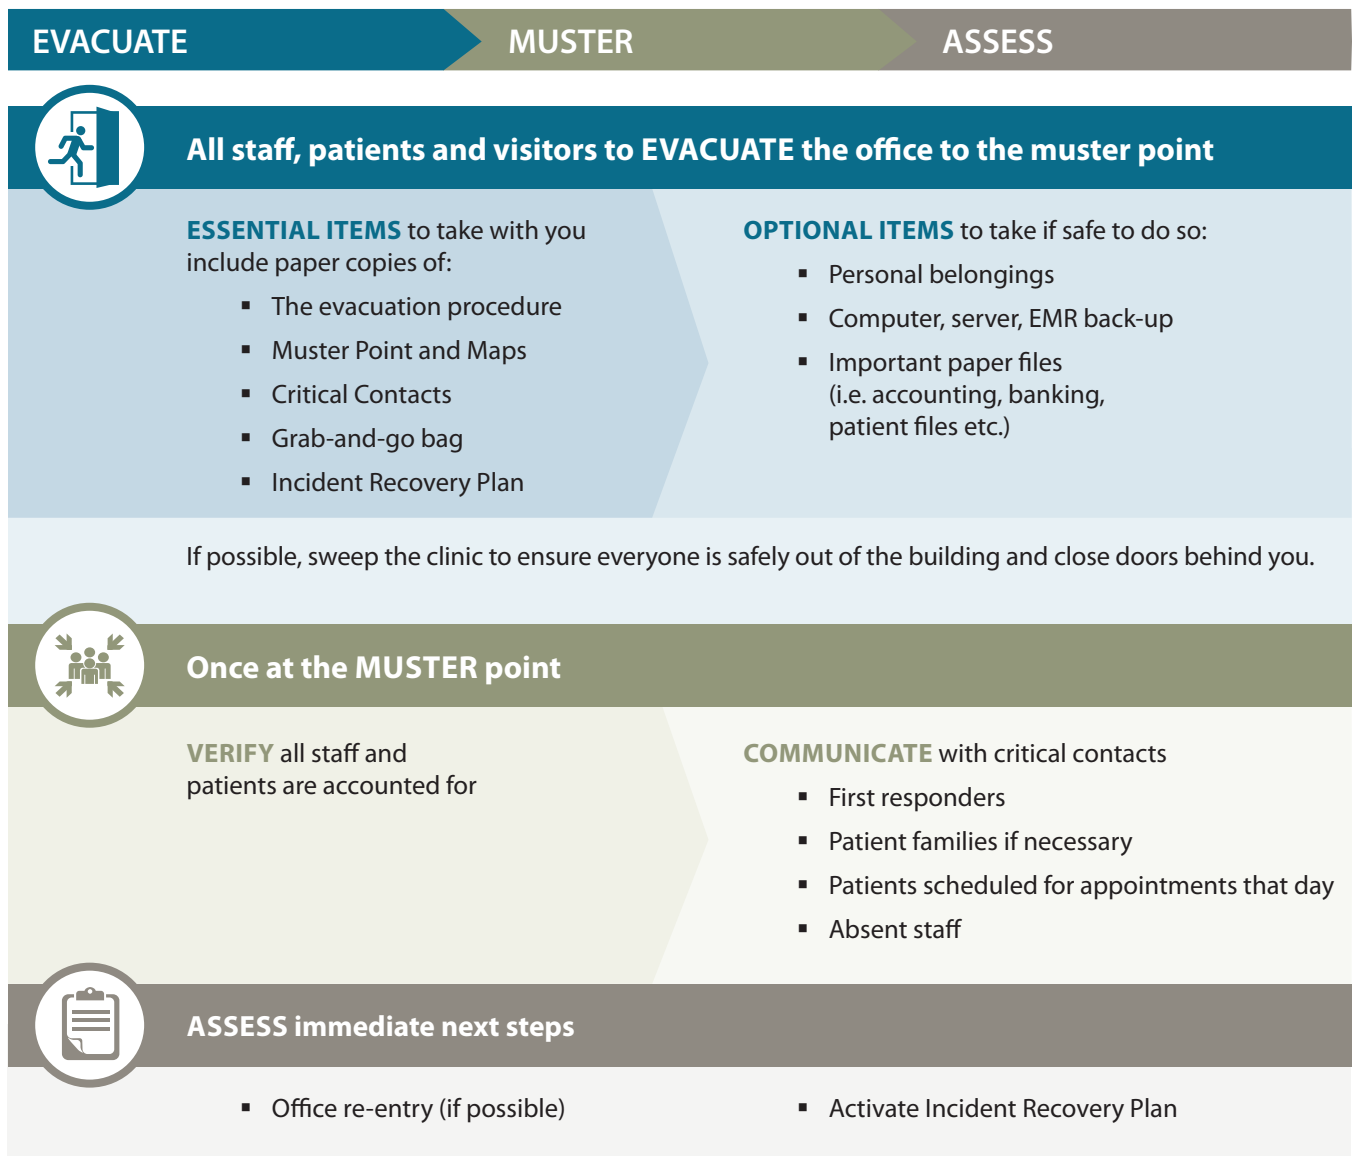 EVACUATE
MUSTER
ASSESS
All staff, patients and visitors to EVACUATE the office to the muster point
ESSENTIAL ITEMS to take with you
include paper copies of:
▪ The evacuation procedure
▪ Muster Point and Maps
▪ Critical Contacts
▪ Grab-and-go bag
▪ Incident Recovery Plan
OPTIONAL ITEMS to take if safe to do so:
▪ Personal belongings
▪ Computer, server, EMR back-up
▪ Important paper files
(i.e. accounting, banking,
patient files etc.)
If possible, sweep the clinic to ensure everyone is safely out of the building and close doors behind you.
Once at the MUSTER point
VERIFY all staff and
patients are accounted for
COMMUNICATE with critical contacts
▪ First responders
▪ Patient families if necessary
▪ Patients scheduled for appointments that day
▪ Absent staff
ASSESS immediate next steps
▪ Office re-entry (if possible)
▪ Activate Incident Recovery Plan